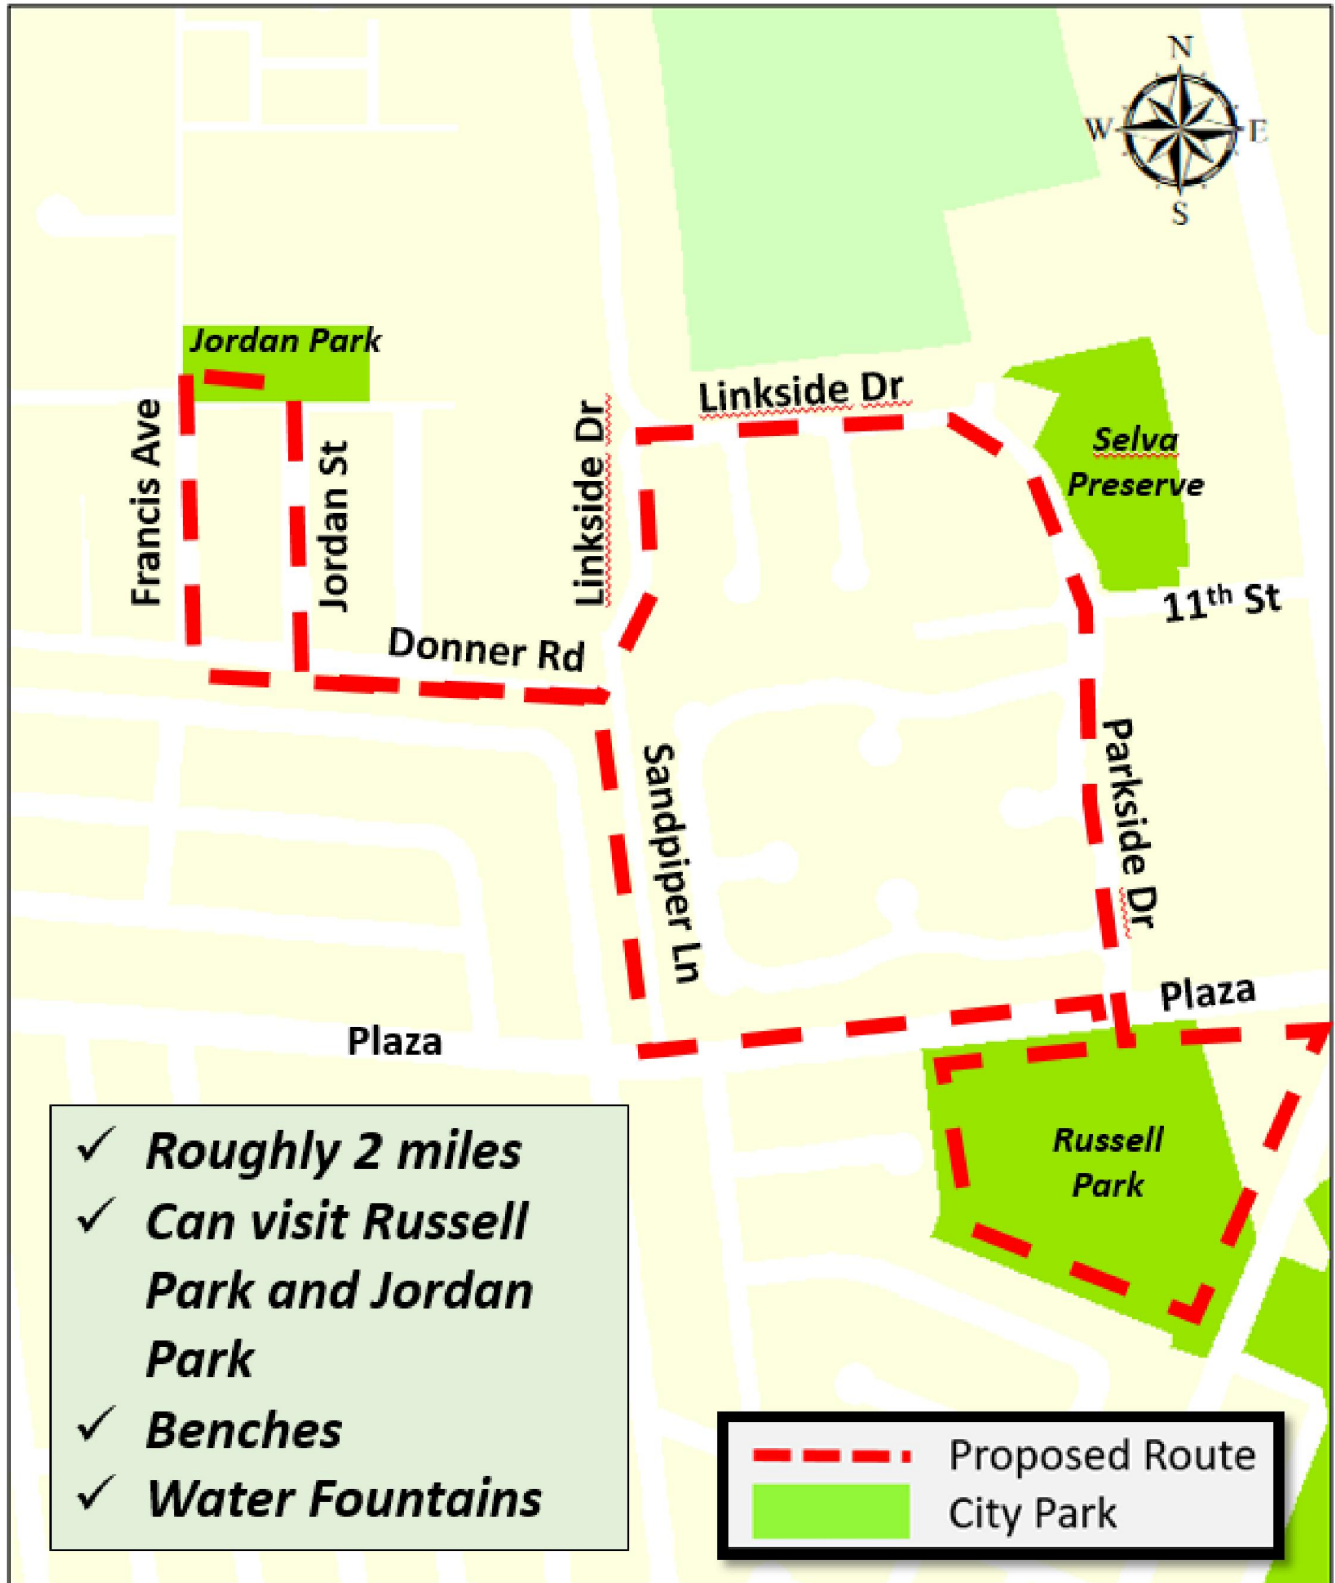 N
W E
S
Jordan Park
Linkside Dr
Francis Ave
Jordan St
Linkside Dr
Selva
Preserve
11th St
Donner Rd
Sandpiper Ln
Parkside Dr
Plaza
Plaza
Russell
Park
✓ Roughly 2 miles
✓ Can visit Russell
Park and Jordan
Park
✓ Benches
✓ Water Fountains
Proposed Route
City Park